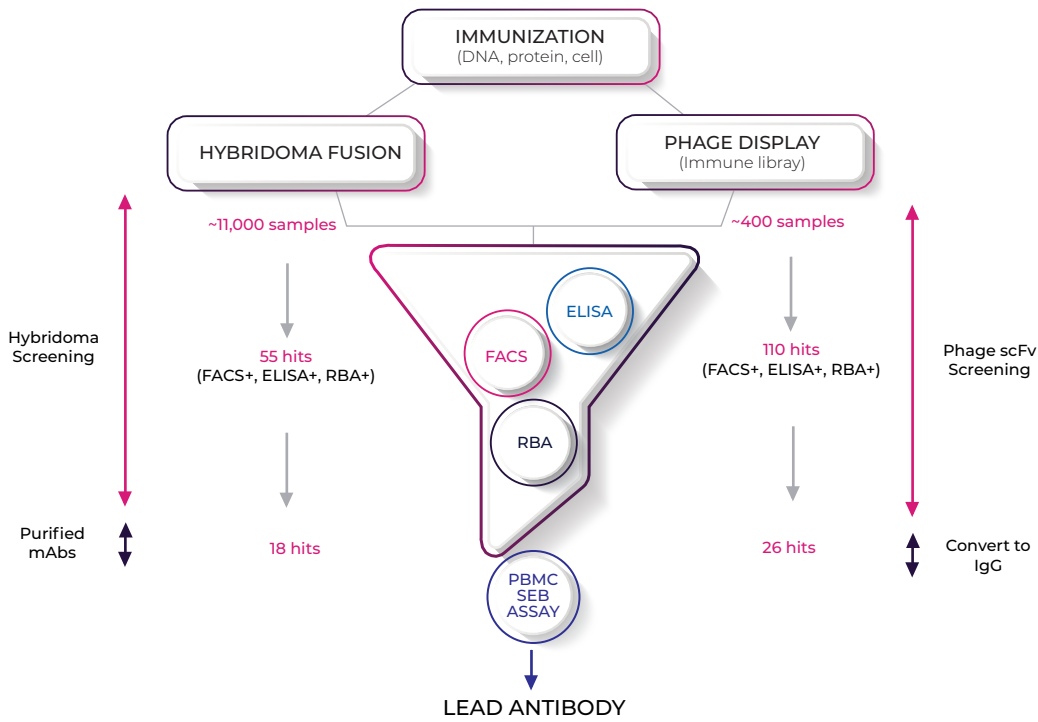 IMMUNIZATION
(DNA, protein, cell)
HYBRIDOMA FUSION
PHAGE DISPLAY
(Immune libray)
~11,000 samples
~400 samples
Hybridoma
Screening
55 hits
(FACS+, ELISA+, RBA+)
ELISA
FACS
RBA
110 hits
(FACS+, ELISA+, RBA+)
Phage scFv
Screening
Purified
mAbs
18 hits
26 hits
Convert to
IgG
PBMC
SEB
ASSAY
LEAD ANTIBODY